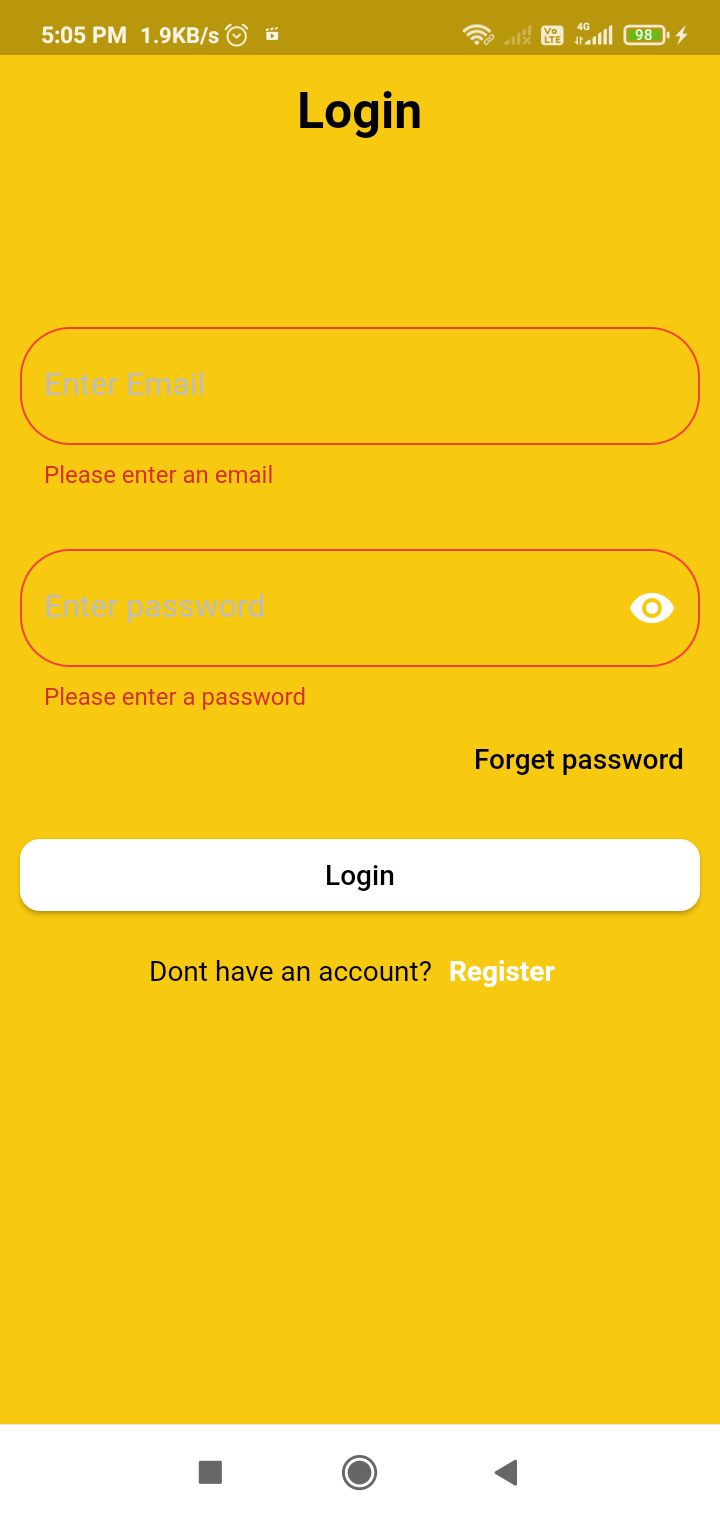 5:05 PM 1.9KB/s Vo LTE 4G 98
Login
Enter Email
Please enter an email
Enter password
Please enter a password
Forget password
Login
Dont have an account? Register